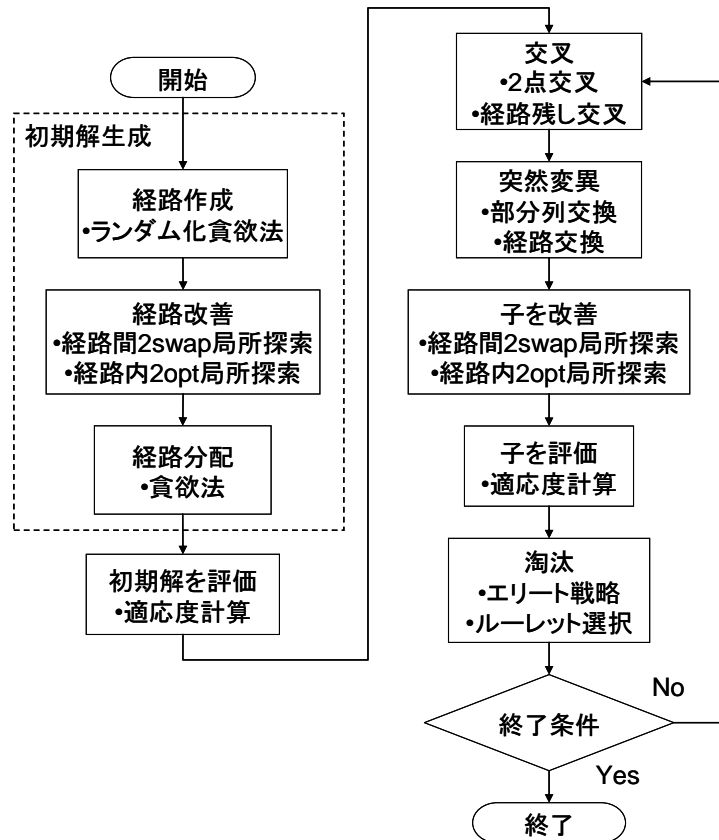 開始
初期解生成
経路作成
•ランダム化貪欲法
経路改善
•経路間2swap局所探索
•経路内2opt局所探索
経路分配
•貪欲法
初期解を評価
•適応度計算
交叉
•2点交叉
•経路残し交叉
突然変異
•部分列交換
•経路交換
子を改善
•経路間2swap局所探索
•経路内2opt局所探索
子を評価
•適応度計算
淘汰
•エリート戦略
•ルーレット選択
No
終了条件
Yes
終了